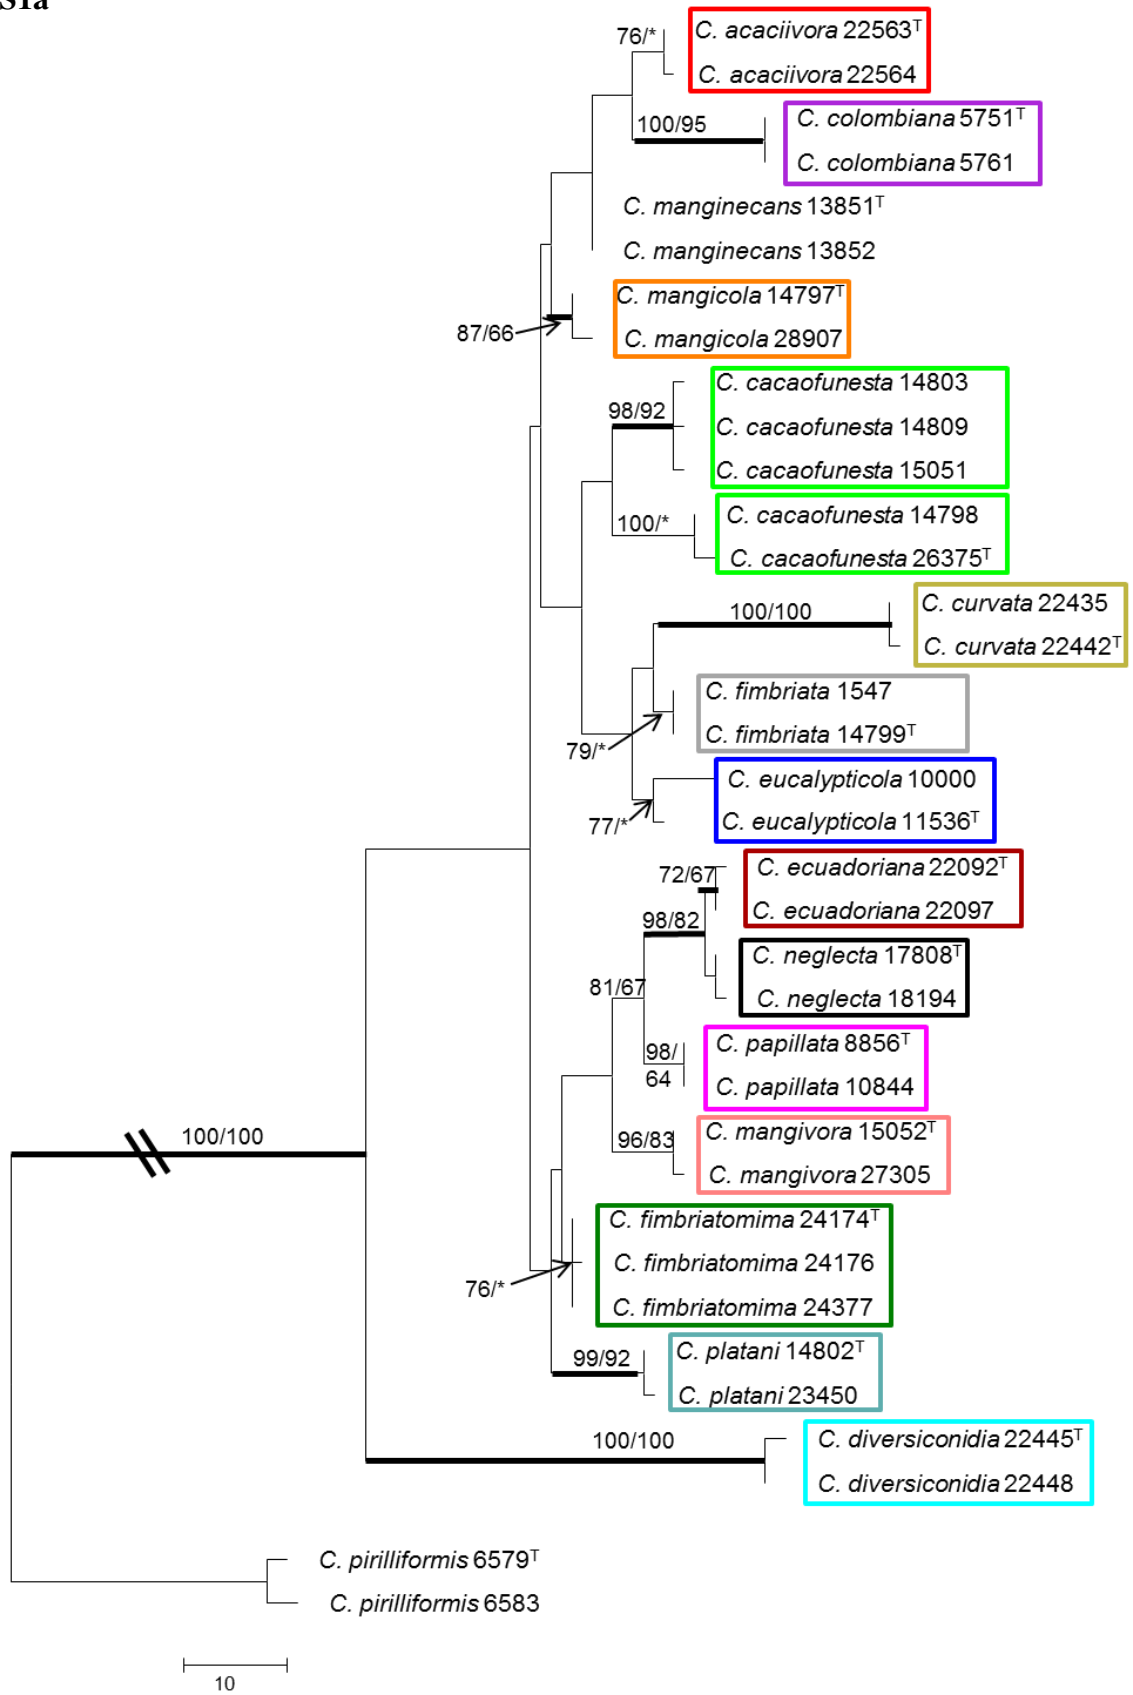 S1a
76/*
C. acaciivora 22563ᵀ
C. acaciivora 22564
100/95
C. colombiana 5751ᵀ
C. colombiana 5761
C. manginecans 13851ᵀ
C. manginecans 13852
87/66
C. mangicola 14797ᵀ
C. mangicola 28907
98/92
C. cacaofunesta 14803
C. cacaofunesta 14809
C. cacaofunesta 15051
100/*
C. cacaofunesta 14798
C. cacaofunesta 26375ᵀ
100/100
C. curvata 22435
C. curvata 22442ᵀ
79/*
C. fimbriata 1547
C. fimbriata 14799ᵀ
77/*
C. eucalypticola 10000
C. eucalypticola 11536ᵀ
72/67
C. ecuadoriana 22092ᵀ
C. ecuadoriana 22097
98/82
C. neglecta 17808ᵀ
C. neglecta 18194
81/67
98/
64
C. papillata 8856ᵀ
C. papillata 10844
96/83
C. mangivora 15052ᵀ
C. mangivora 27305
100/100
76/*
C. fimbriatomima 24174ᵀ
C. fimbriatomima 24176
C. fimbriatomima 24377
99/92
C. platani 14802ᵀ
C. platani 23450
100/100
C. diversiconidia 22445ᵀ
C. diversiconidia 22448
C. pirilliformis 6579ᵀ
C. pirilliformis 6583
10